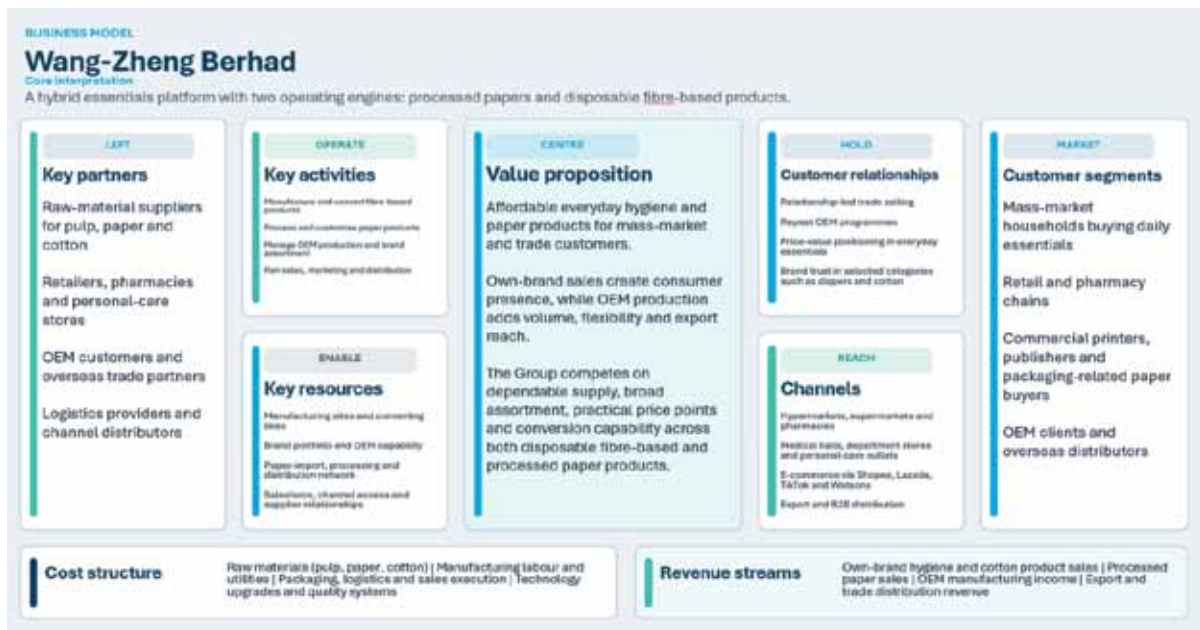 BUSINESS MODEL
Wang-Zheng Berhad
Core interpretation
A hybrid essentials platform with two operating engines: processed papers and disposable fibre-based products.
LEFT
Key partners
Raw-material suppliers
for pulp, paper and
cotton
Retailers, pharmacies
and personal-care
stores
OEM customers and
overseas trade partners
Logistics providers and
channel distributors
OPERATE
Key activities
Manufacture and convert fibre-based
products
Process and customise paper products
Manage OEM production and brand
assortment
Run sales, marketing and distribution
ENABLE
Key resources
Manufacturing sites and converting
lines
Brand portfolio and OEM capability
Paper-import, processing and
distribution network
Salesforce, channel access and
supplier relationships
CENTRE
Value proposition
Affordable everyday hygiene and
paper products for mass-market
and trade customers.
Own-brand sales create consumer
presence, while OEM production
adds volume, flexibility and export
reach.
The Group competes on
dependable supply, broad
assortment, practical price points
and conversion capability across
both disposable fibre-based and
processed paper products.
HOLD
Customer relationships
Relationship-led trade selling
Repeat OEM programmes
Price-value positioning in everyday
essentials
Brand trust in selected categories
such as diapers and cotton
REACH
Channels
Hypermarkets, supermarkets and
pharmacies
Medical halls, department stores
and personal-care outlets
E-commerce via Shopee, Lazada,
TikTok and Watsons
Export and B2B distribution
MARKET
Customer segments
Mass-market
households buying daily
essentials
Retail and pharmacy
chains
Commercial printers,
publishers and
packaging-related paper
buyers
OEM clients and
overseas distributors
Cost structure
Raw materials (pulp, paper, cotton) | Manufacturing labour and
utilities | Packaging, logistics and sales execution | Technology
upgrades and quality systems
Revenue streams
Own-brand hygiene and cotton product sales | Processed
paper sales | OEM manufacturing income | Export and
trade distribution revenue